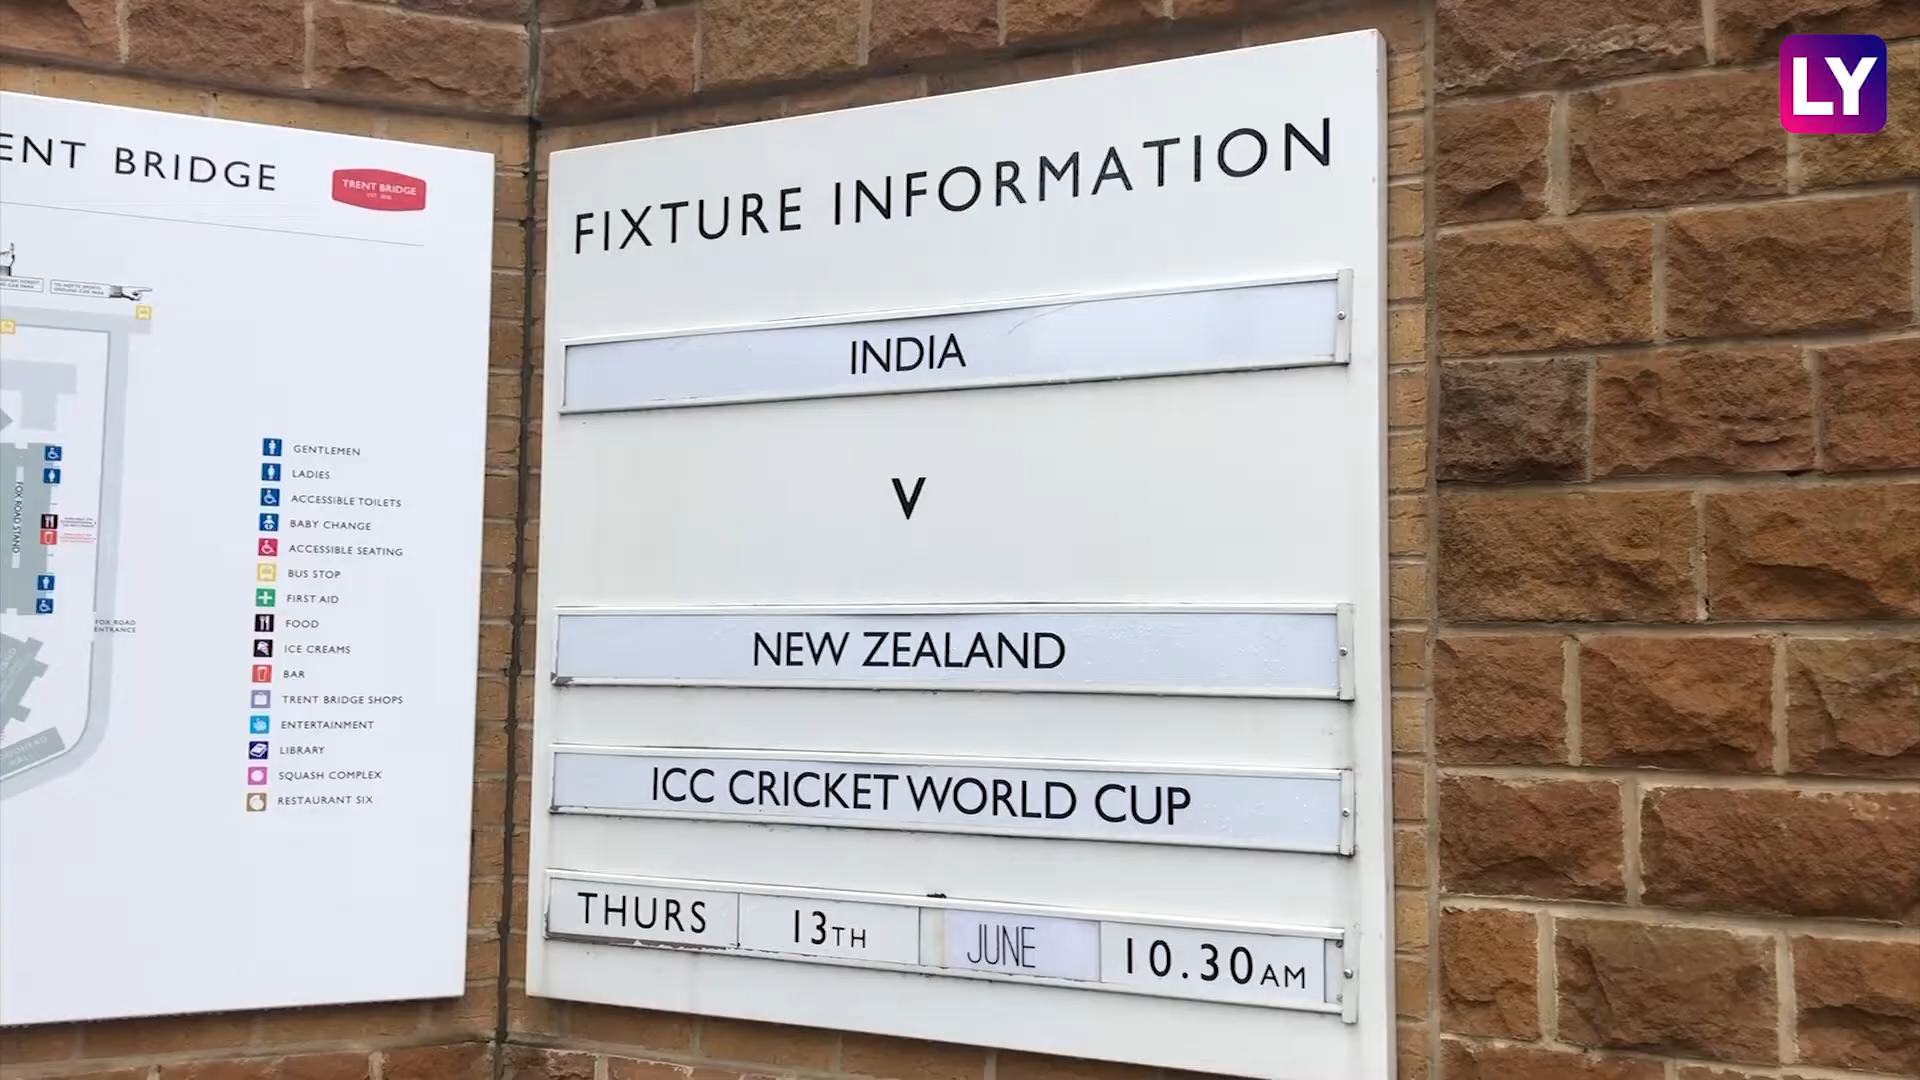 LY
ENT BRIDGE
TRENT BRIDGE
GENTLEMEN
LADIES
ACCESSIBLE TOILETS
BABY CHANGE
ACCESSIBLE SEATING
BUS STOP
FIRST AID
FOOD
ICE CREAMS
BAR
TRENT BRIDGE SHOPS
ENTERTAINMENT
LIBRARY
SQUASH COMPLEX
RESTAURANT SIX
FOX ROAD STAND
FOX ROAD
ENTRANCE
FIXTURE INFORMATION
INDIA
V
NEW ZEALAND
ICC CRICKET WORLD CUP
THURS 13TH JUNE 10.30AM